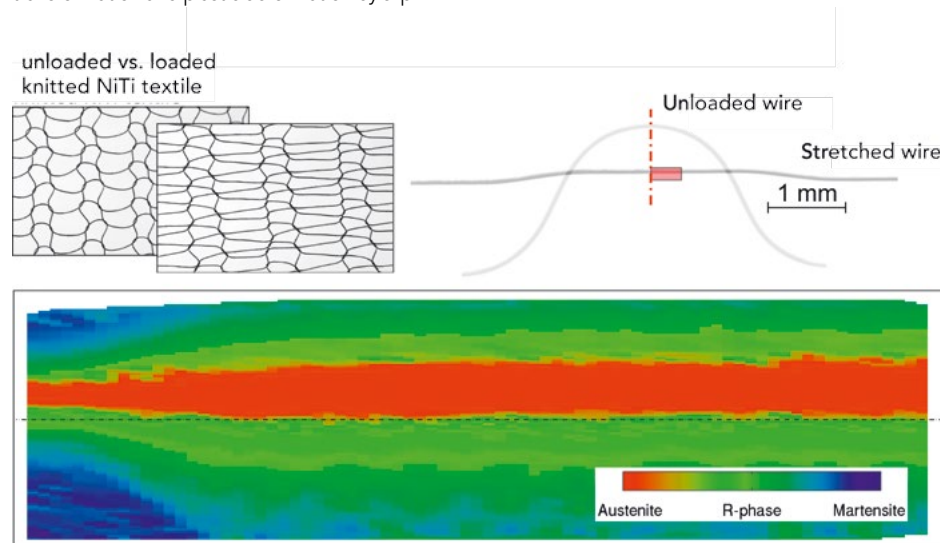 unloaded vs. loaded
knitted NiTi textile
Unloaded wire
Stretched wire
1 mm
Austenite
R-phase
Martensite